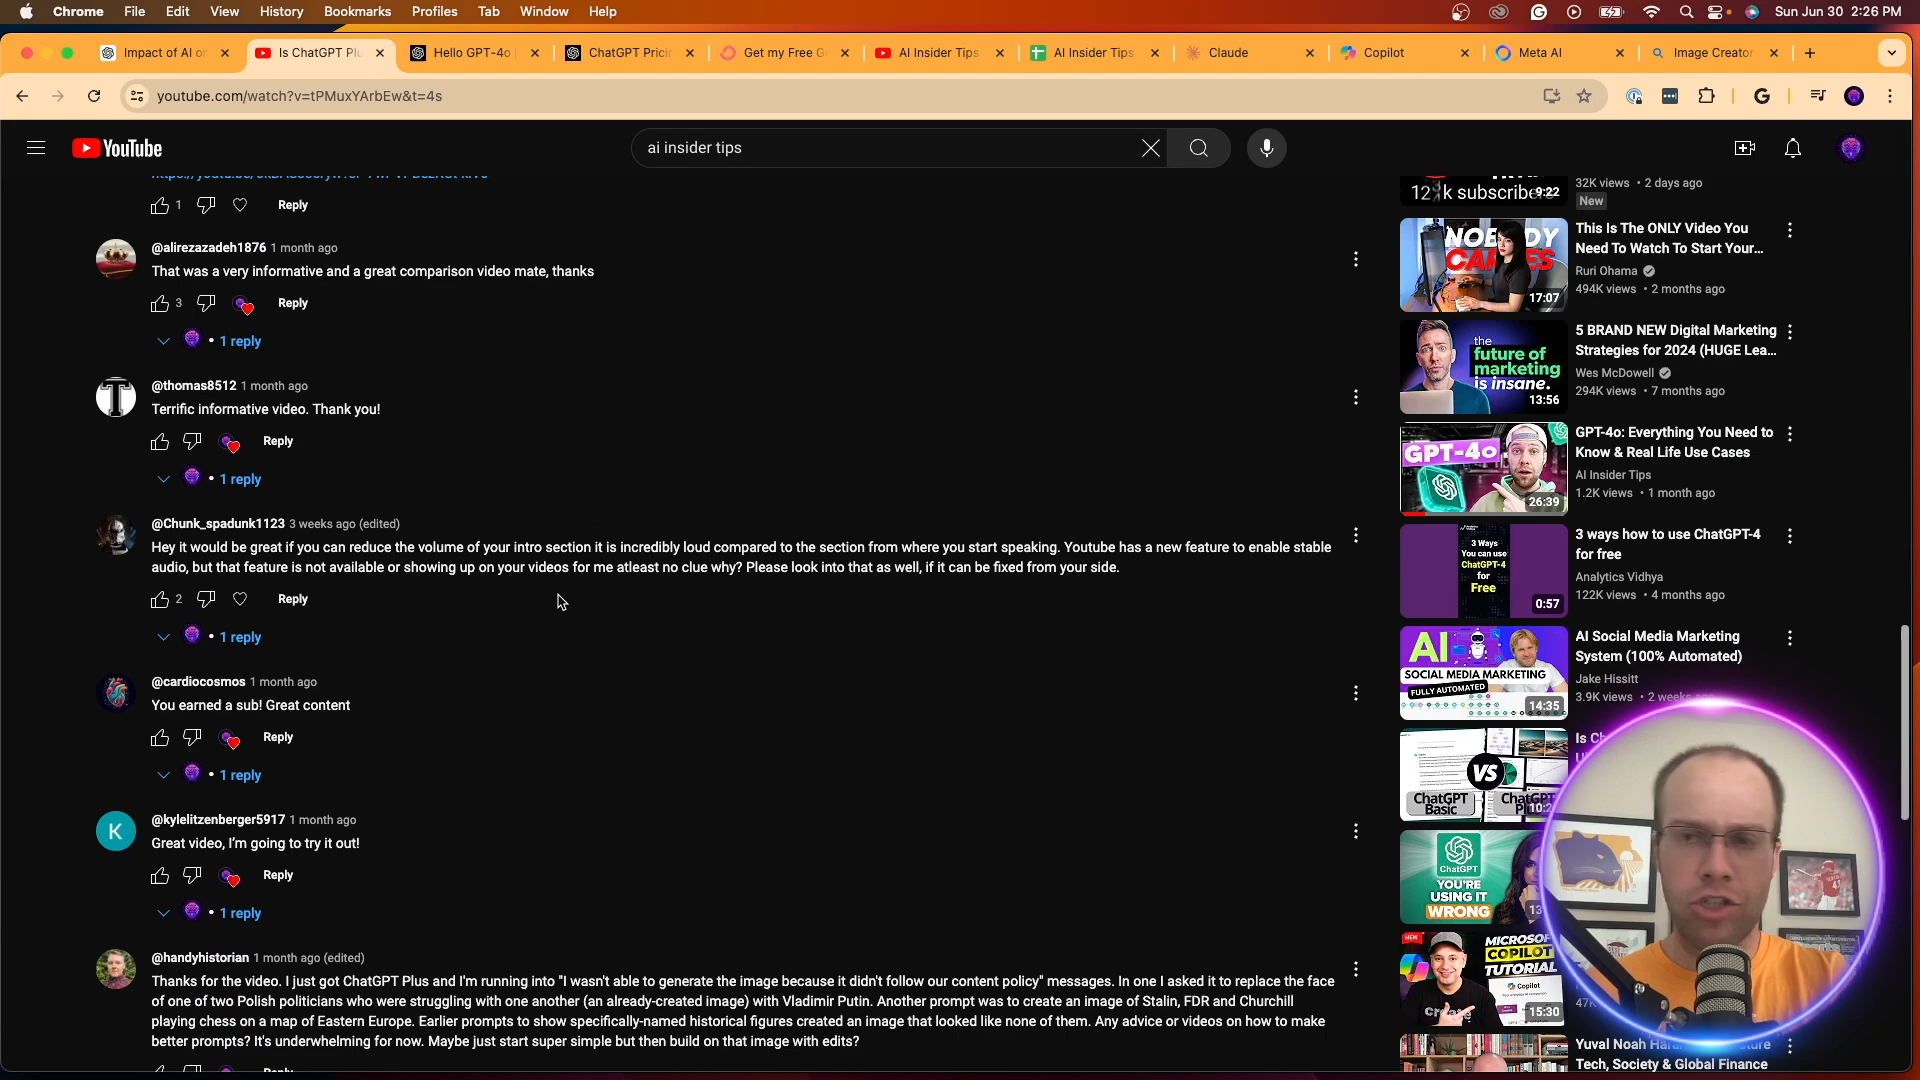 Chrome File Edit View History Bookmarks Profiles Tab Window Help Sun Jun 30 2:26 PM
Impact of AI o Is ChatGPT Plu Hello GPT-4o ChatGPT Pricin Get my Free G AI Insider Tips AI Insider Tips Claude Copilot Meta AI Image Creator
youtube.com/watch?v=tPMuxYArbEw&t=4s
YouTube
ai insider tips
1 Reply
@alirezazadeh1876 1 month ago
That was a very informative and a great comparison video mate, thanks
3 Reply
• 1 reply
@thomas8512 1 month ago
Terrific informative video. Thank you!
Reply
• 1 reply
@Chunk_spadunk1123 3 weeks ago (edited)
Hey it would be great if you can reduce the volume of your intro section it is incredibly loud compared to the section from where you start speaking. Youtube has a new feature to enable stable
audio, but that feature is not available or showing up on your videos for me atleast no clue why? Please look into that as well, if it can be fixed from your side.
2 Reply
• 1 reply
@cardiocosmos 1 month ago
You earned a sub! Great content
Reply
• 1 reply
K
@kylelitzenberger5917 1 month ago
Great video, I'm going to try it out!
Reply
• 1 reply
@handyhistorian 1 month ago (edited)
Thanks for the video. I just got ChatGPT Plus and I'm running into "I wasn't able to generate the image because it didn't follow our content policy" messages. In one I asked it to replace the face
of one of two Polish politicians who were struggling with one another (an already-created image) with Vladimir Putin. Another prompt was to create an image of Stalin, FDR and Churchill
playing chess on a map of Eastern Europe. Earlier prompts to show specifically-named historical figures created an image that looked like none of them. Any advice or videos on how to make
better prompts? It's underwhelming for now. Maybe just start super simple but then build on that image with edits?
k subscribers
9:22
32K views • 2 days ago
New
NOBODY
CARES
17:07
This Is The ONLY Video You
Need To Watch To Start Your...
Ruri Ohama
494K views • 2 months ago
the
future of
marketing
is insane.
13:56
5 BRAND NEW Digital Marketing
Strategies for 2024 (HUGE Lea...
Wes McDowell
294K views • 7 months ago
GPT-4o
26:39
GPT-4o: Everything You Need to
Know & Real Life Use Cases
AI Insider Tips
1.2K views • 1 month ago
3 Ways
You can use
ChatGPT-4
for
Free
0:57
3 ways how to use ChatGPT-4
for free
Analytics Vidhya
122K views • 4 months ago
AI
SOCIAL MEDIA MARKETING
FULLY AUTOMATED
14:35
AI Social Media Marketing
System (100% Automated)
Jake Hissitt
3.9K views • 2 weeks ago
VS
ChatGPT
Basic
Is Ch
ChatGPT
YOU'RE
USING IT
WRONG
NEW
MICROSOFT
COPILOT
TUTORIAL
Copilot
15:30
47K
Yuval Noah
Tech, Society & Global Finance